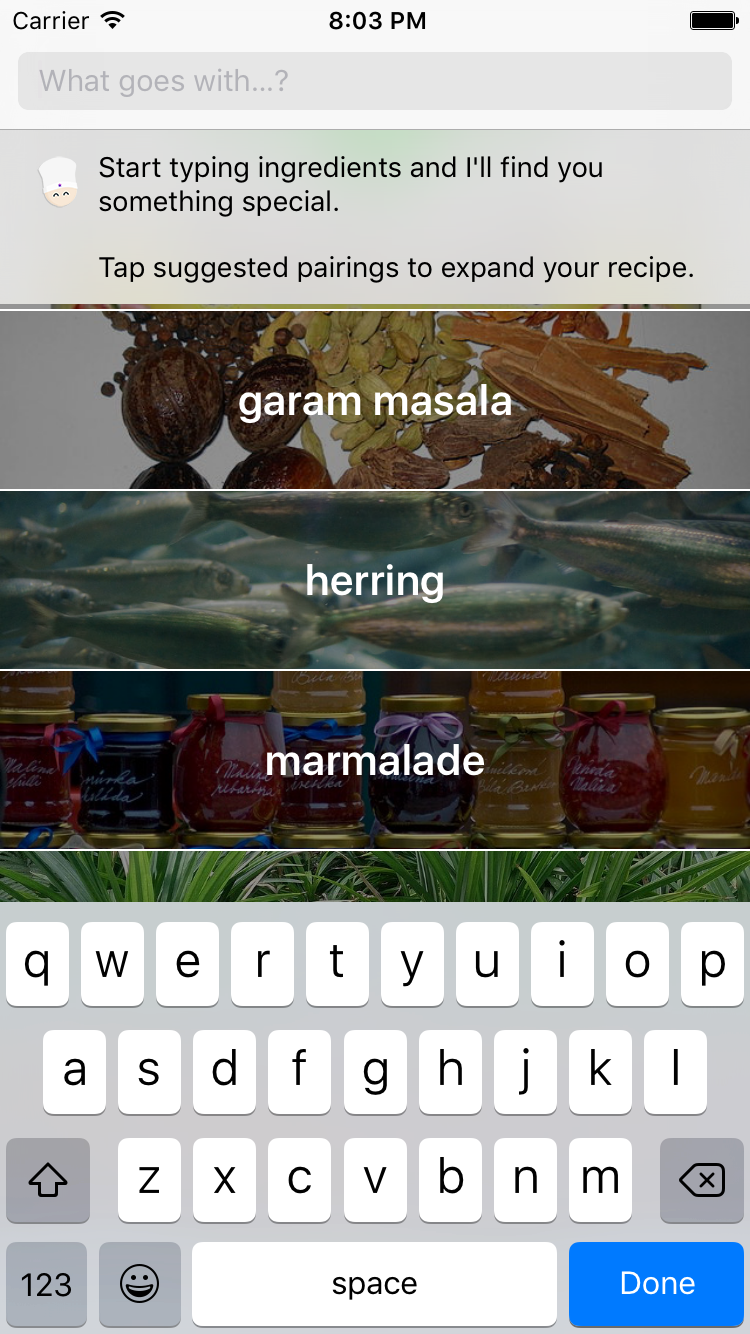 Carrier 8:03 PM
What goes with...?
Start typing ingredients and I'll find you
something special.
Tap suggested pairings to expand your recipe.
garam masala
herring
marmalade
q w e r t y u i o p
a s d f g h j k l
z x c v b n m
123 space Done